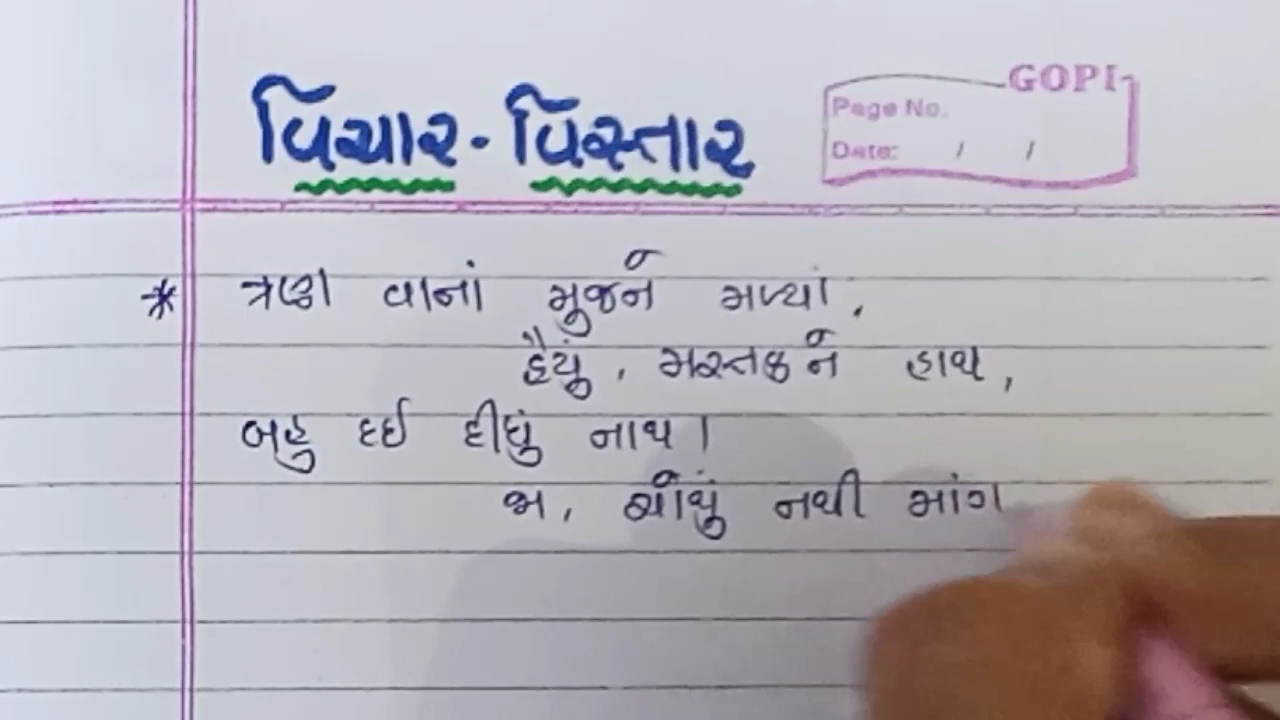 વિચાર - વિસ્તાર
GOPI
Page No.
Date: / /
* ત્રણ વાનાં મુજને મળ્યાં,
હૈયું, મસ્તક ને હાથ,
બહુ દઈ દીધું નાથ।
જા, ચોથું નથી માંગ